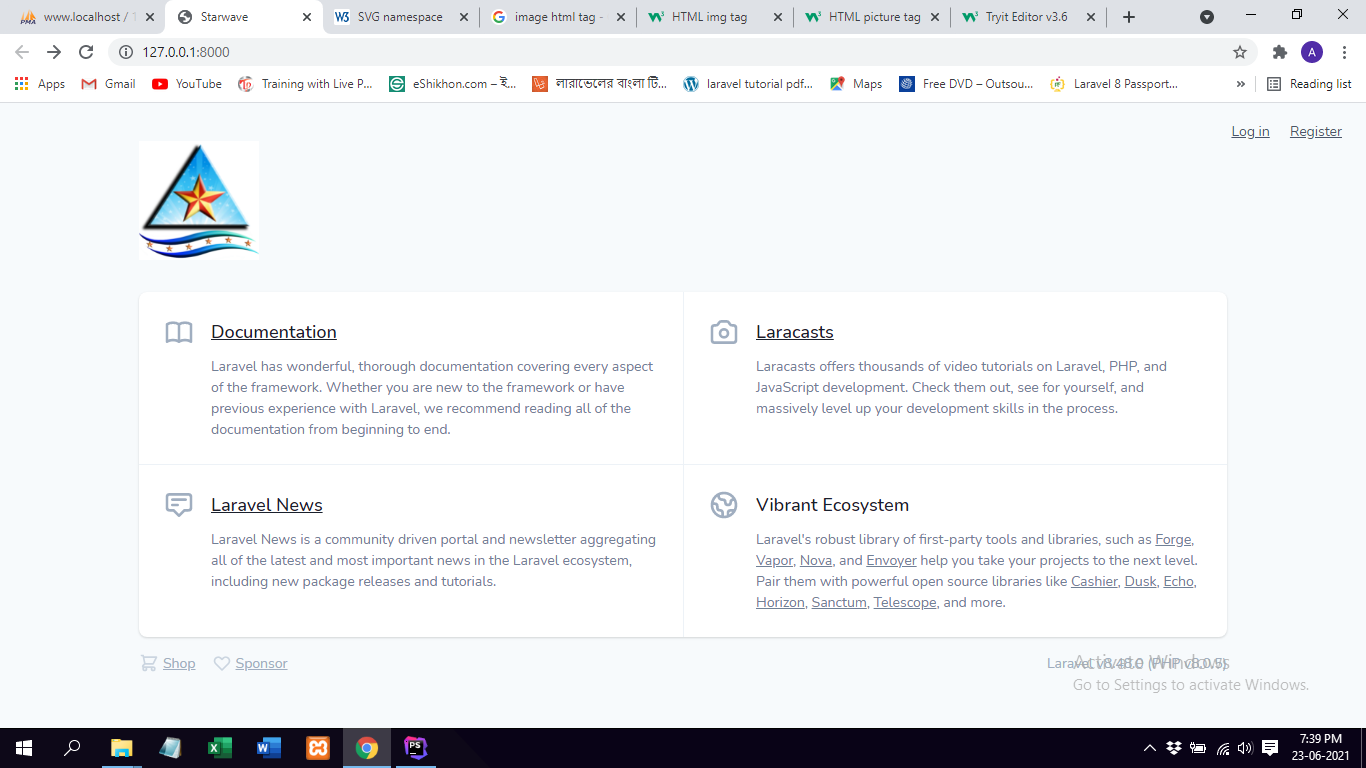 www.localhost / 1
Starwave
SVG namespace
image html tag -
HTML img tag
HTML picture tag
Tryit Editor v3.6
127.0.0.1:8000
A
Apps
Gmail
YouTube
Training with Live P...
eShikhon.com – ই...
লারাভেলের বাংলা টি...
laravel tutorial pdf...
Maps
Free DVD – Outsou...
Laravel 8 Passport...
»
Reading list
Log in
Register
Documentation
Laravel has wonderful, thorough documentation covering every aspect
of the framework. Whether you are new to the framework or have
previous experience with Laravel, we recommend reading all of the
documentation from beginning to end.
Laracasts
Laracasts offers thousands of video tutorials on Laravel, PHP, and
JavaScript development. Check them out, see for yourself, and
massively level up your development skills in the process.
Laravel News
Laravel News is a community driven portal and newsletter aggregating
all of the latest and most important news in the Laravel ecosystem,
including new package releases and tutorials.
Vibrant Ecosystem
Laravel's robust library of first-party tools and libraries, such as Forge,
Vapor, Nova, and Envoyer help you take your projects to the next level.
Pair them with powerful open source libraries like Cashier, Dusk, Echo,
Horizon, Sanctum, Telescope, and more.
Shop
Sponsor
Laravel (PHP
Activate Windows
Go to Settings to activate Windows.
7:39 PM
23-06-2021